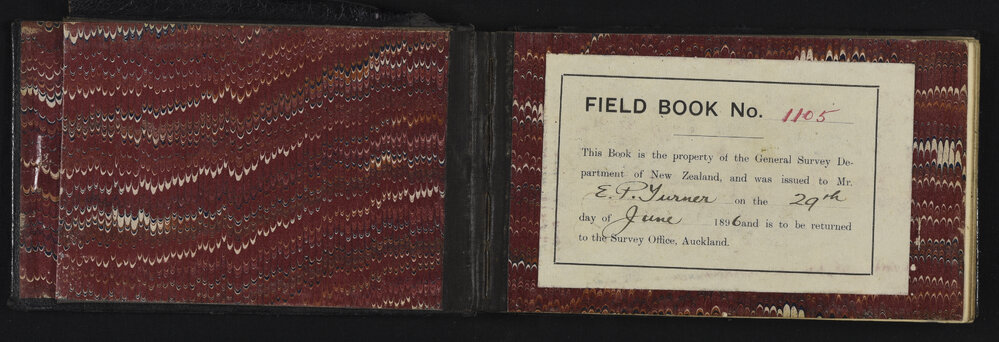 FIELD BOOK No. 1105
This Book is the property of the General Survey De-
partment of New Zealand, and was issued to Mr.
E. P. Turner on the 29th
day of June 1896 and is to be returned
to the Survey Office, Auckland.